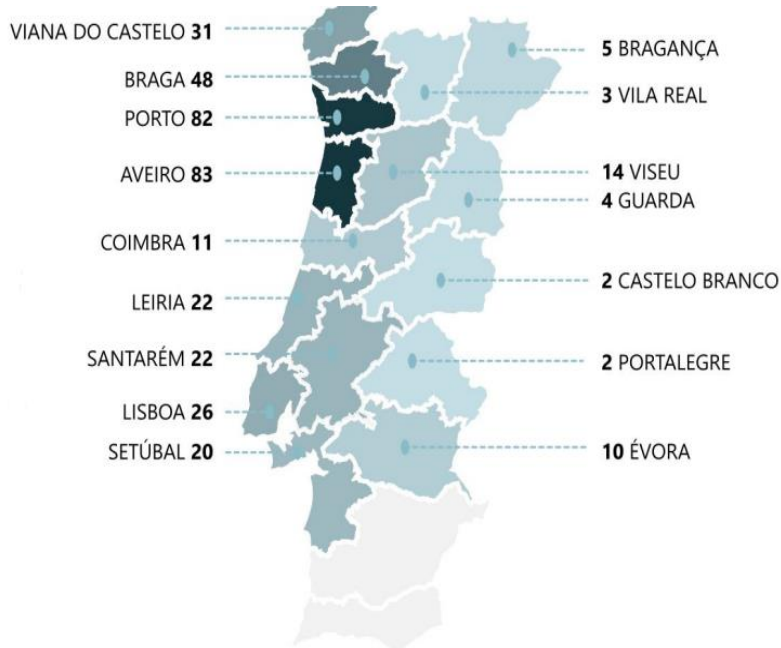 VIANA DO CASTELO 31
BRAGA 48
PORTO 82
AVEIRO 83
COIMBRA 11
LEIRIA 22
SANTARÉM 22
LISBOA 26
SETÚBAL 20
5 BRAGANÇA
3 VILA REAL
14 VISEU
4 GUARDA
2 CASTELO BRANCO
2 PORTALEGRE
10 ÉVORA